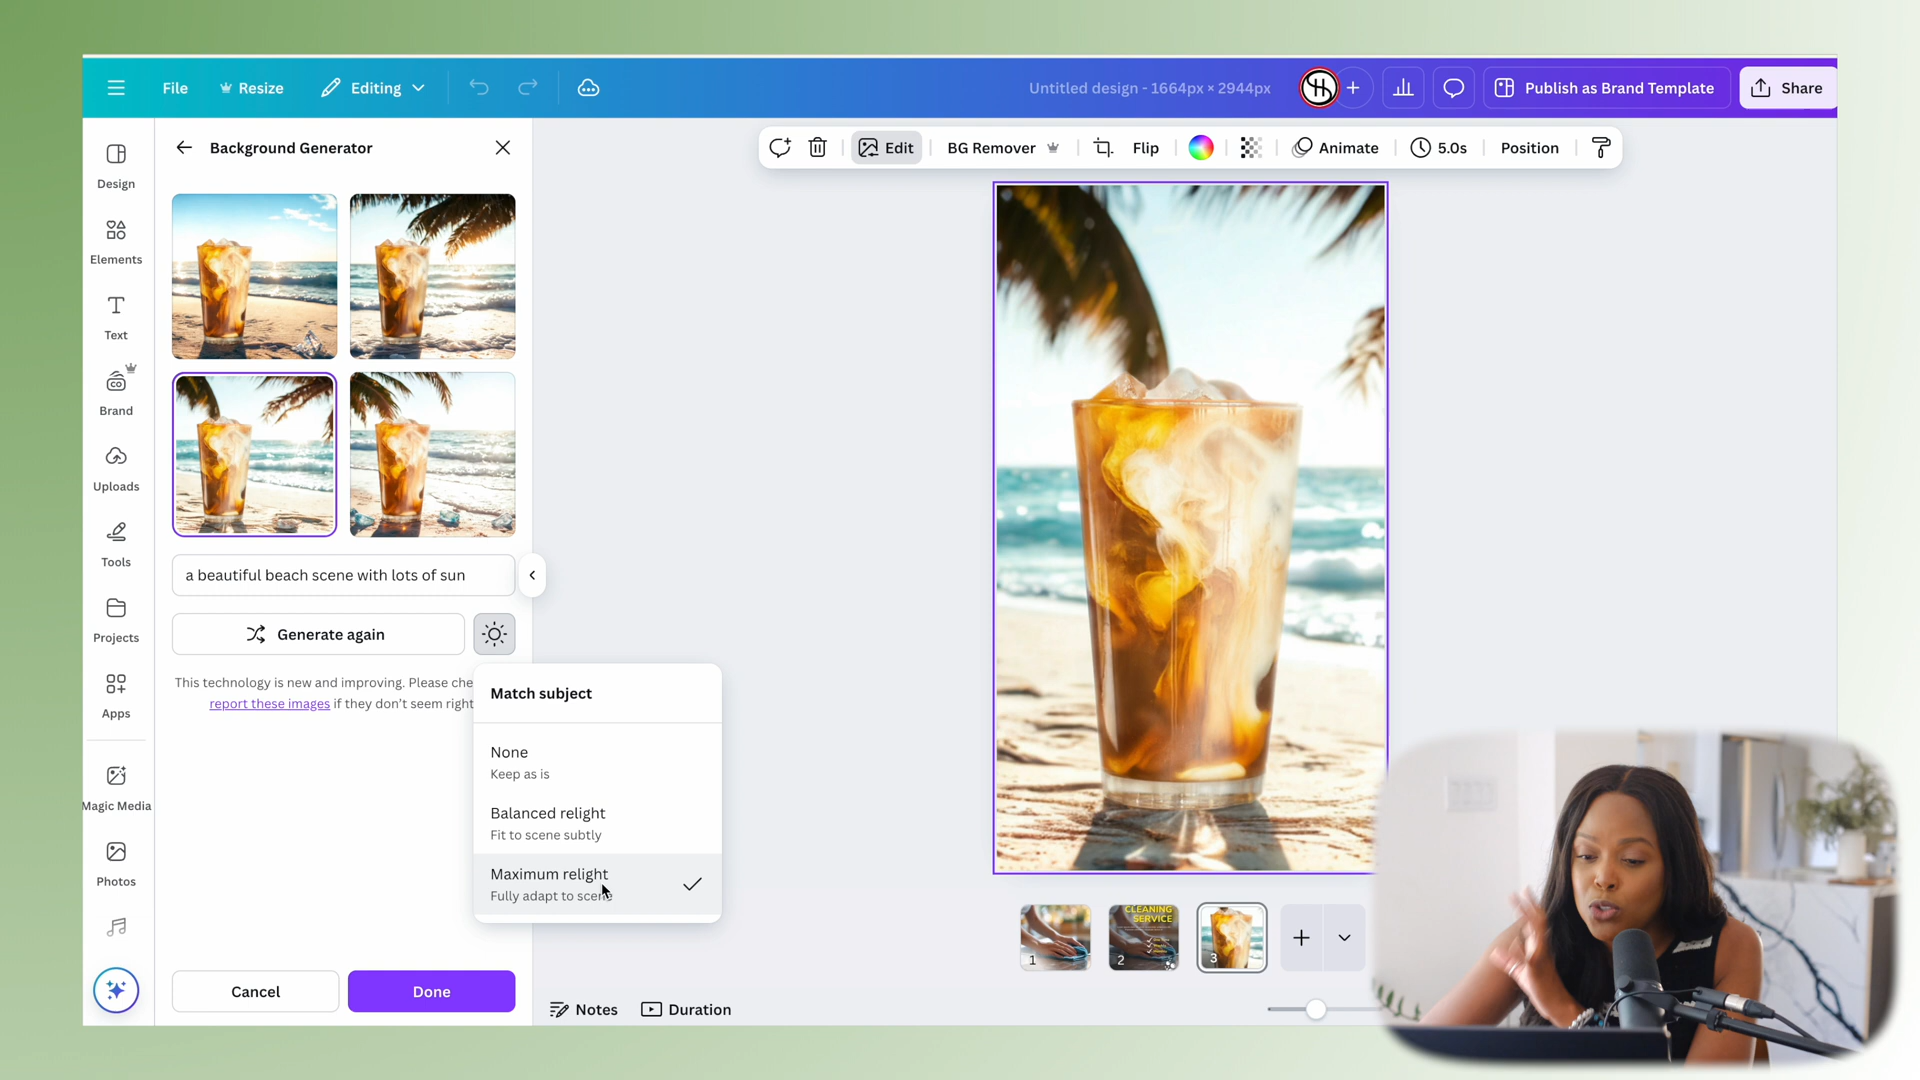 File
Resize
Editing
Untitled design - 1664px × 2944px
Publish as Brand Template
Share
Background Generator
Edit
BG Remover
Flip
Animate
5.0s
Position
Design
Elements
Text
Brand
Uploads
Tools
Projects
Apps
Magic Media
Photos
a beautiful beach scene with lots of sun
Generate again
This technology is new and improving. Please che
report these images if they don't seem right
Match subject
None
Keep as is
Balanced relight
Fit to scene subtly
Maximum relight
Fully adapt to scene
Cancel
Done
1
CLEANING
SERVICE
2
3
Notes
Duration